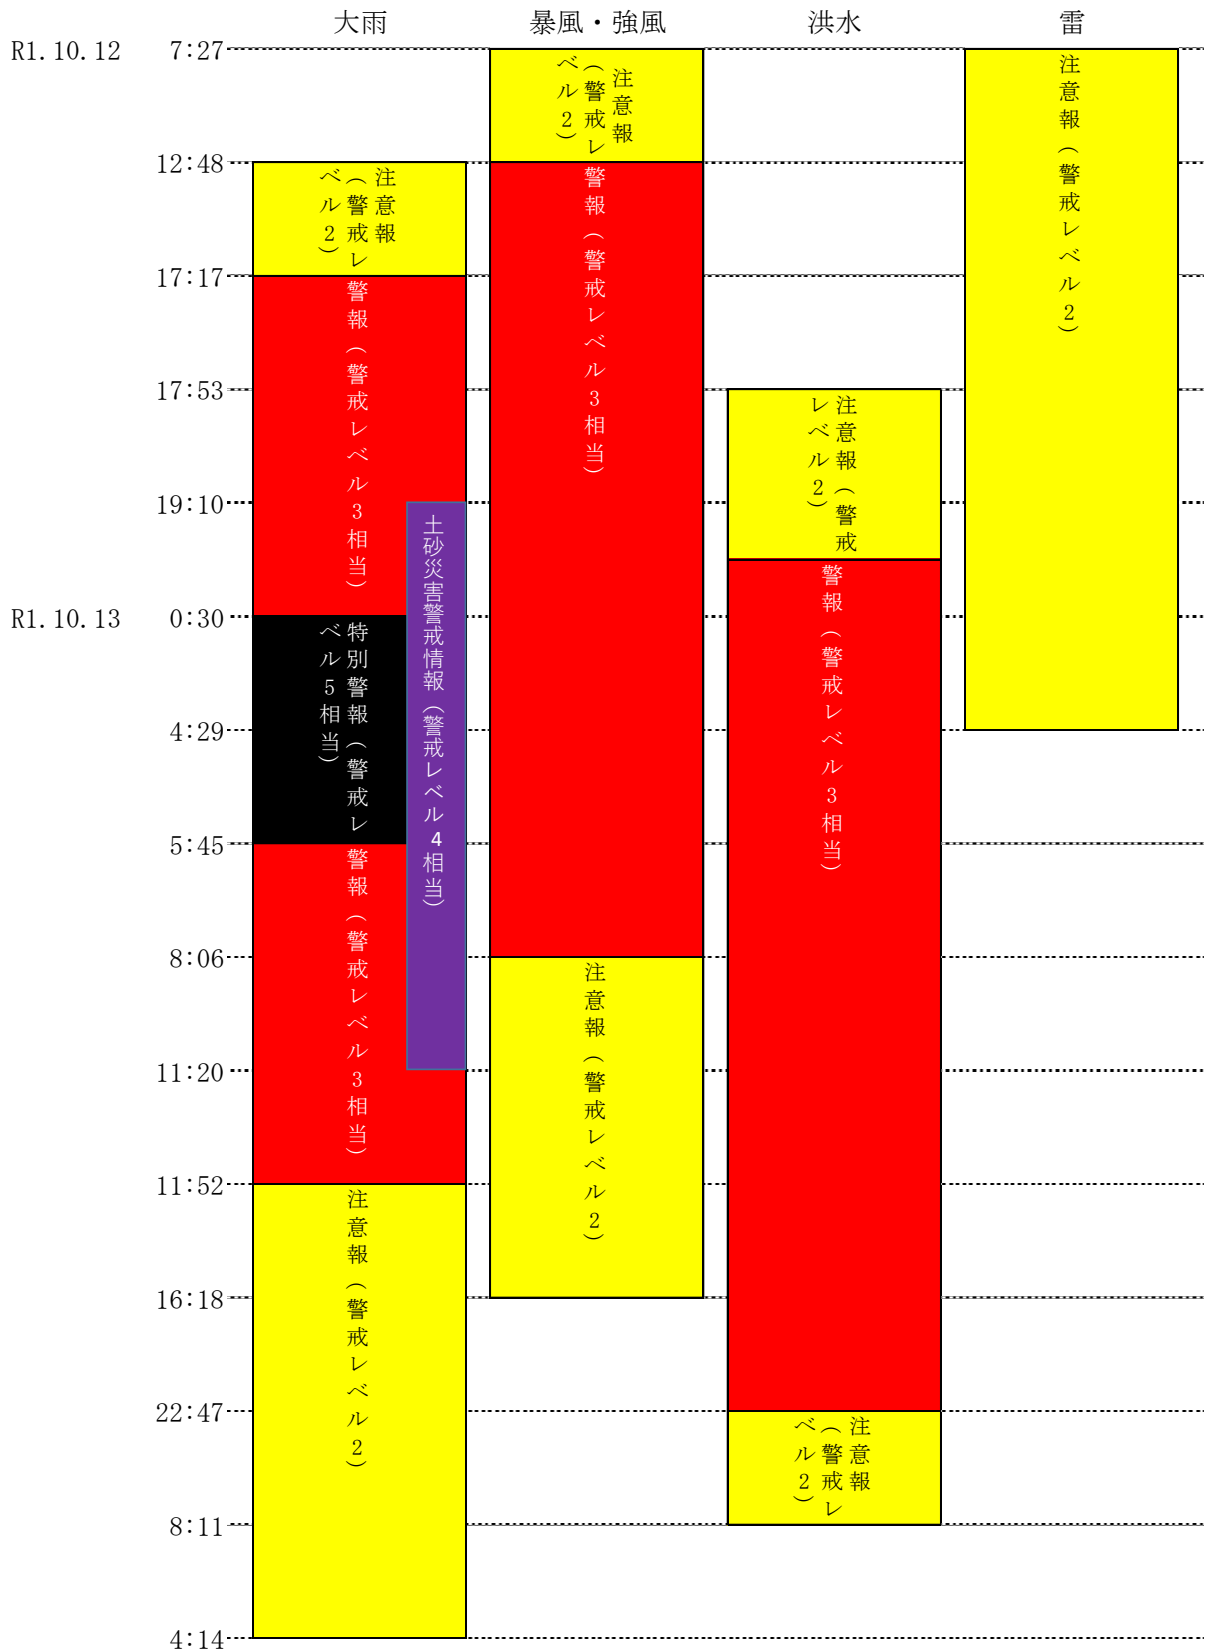 大雨
暴風・強風
洪水
雷
R1.10.12
7:27
12:48
17:17
17:53
19:10
R1.10.13
0:30
4:29
5:45
8:06
11:20
11:52
16:18
22:47
8:11
4:14
注意報
（警戒レ
ベル2）
警報（警戒レベル3相当）
特別警報（警戒レ
ベル5相当）
警報（警戒レベル3相当）
注意報（警戒レベル2）
土砂災害警戒情報（警戒レベル4相当）
注意報
（警戒レ
ベル2）
警報（警戒レベル3相当）
注意報（警戒レベル2）
注意報（警戒
レベル2）
警報（警戒レベル3相当）
注意報
（警戒レ
ベル2）
注意報（警戒レベル2）